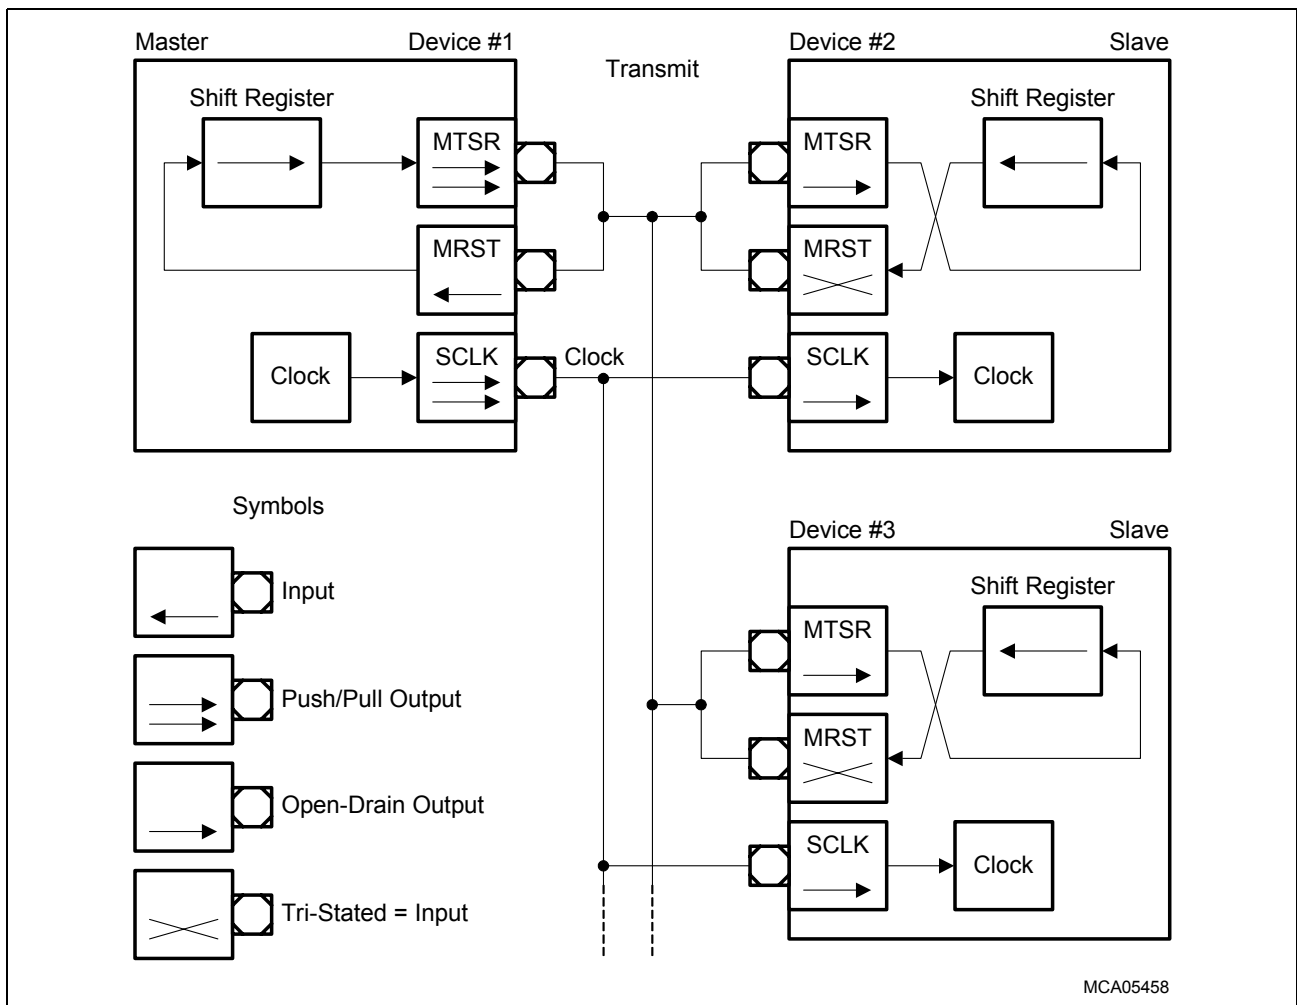 Master Device #1
Transmit
Device #2 Slave
Shift Register
MTSR
MRST
Clock
SCLK
Clock
MTSR
Shift Register
MRST
SCLK
Clock
Symbols
Input
Push/Pull Output
Open-Drain Output
Tri-Stated = Input
Device #3 Slave
Shift Register
MTSR
MRST
SCLK
Clock
MCA05458